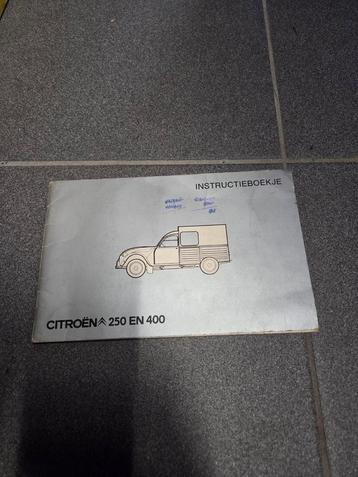 INSTRUCTIEBOEKJE
CITROËN 250 EN 400